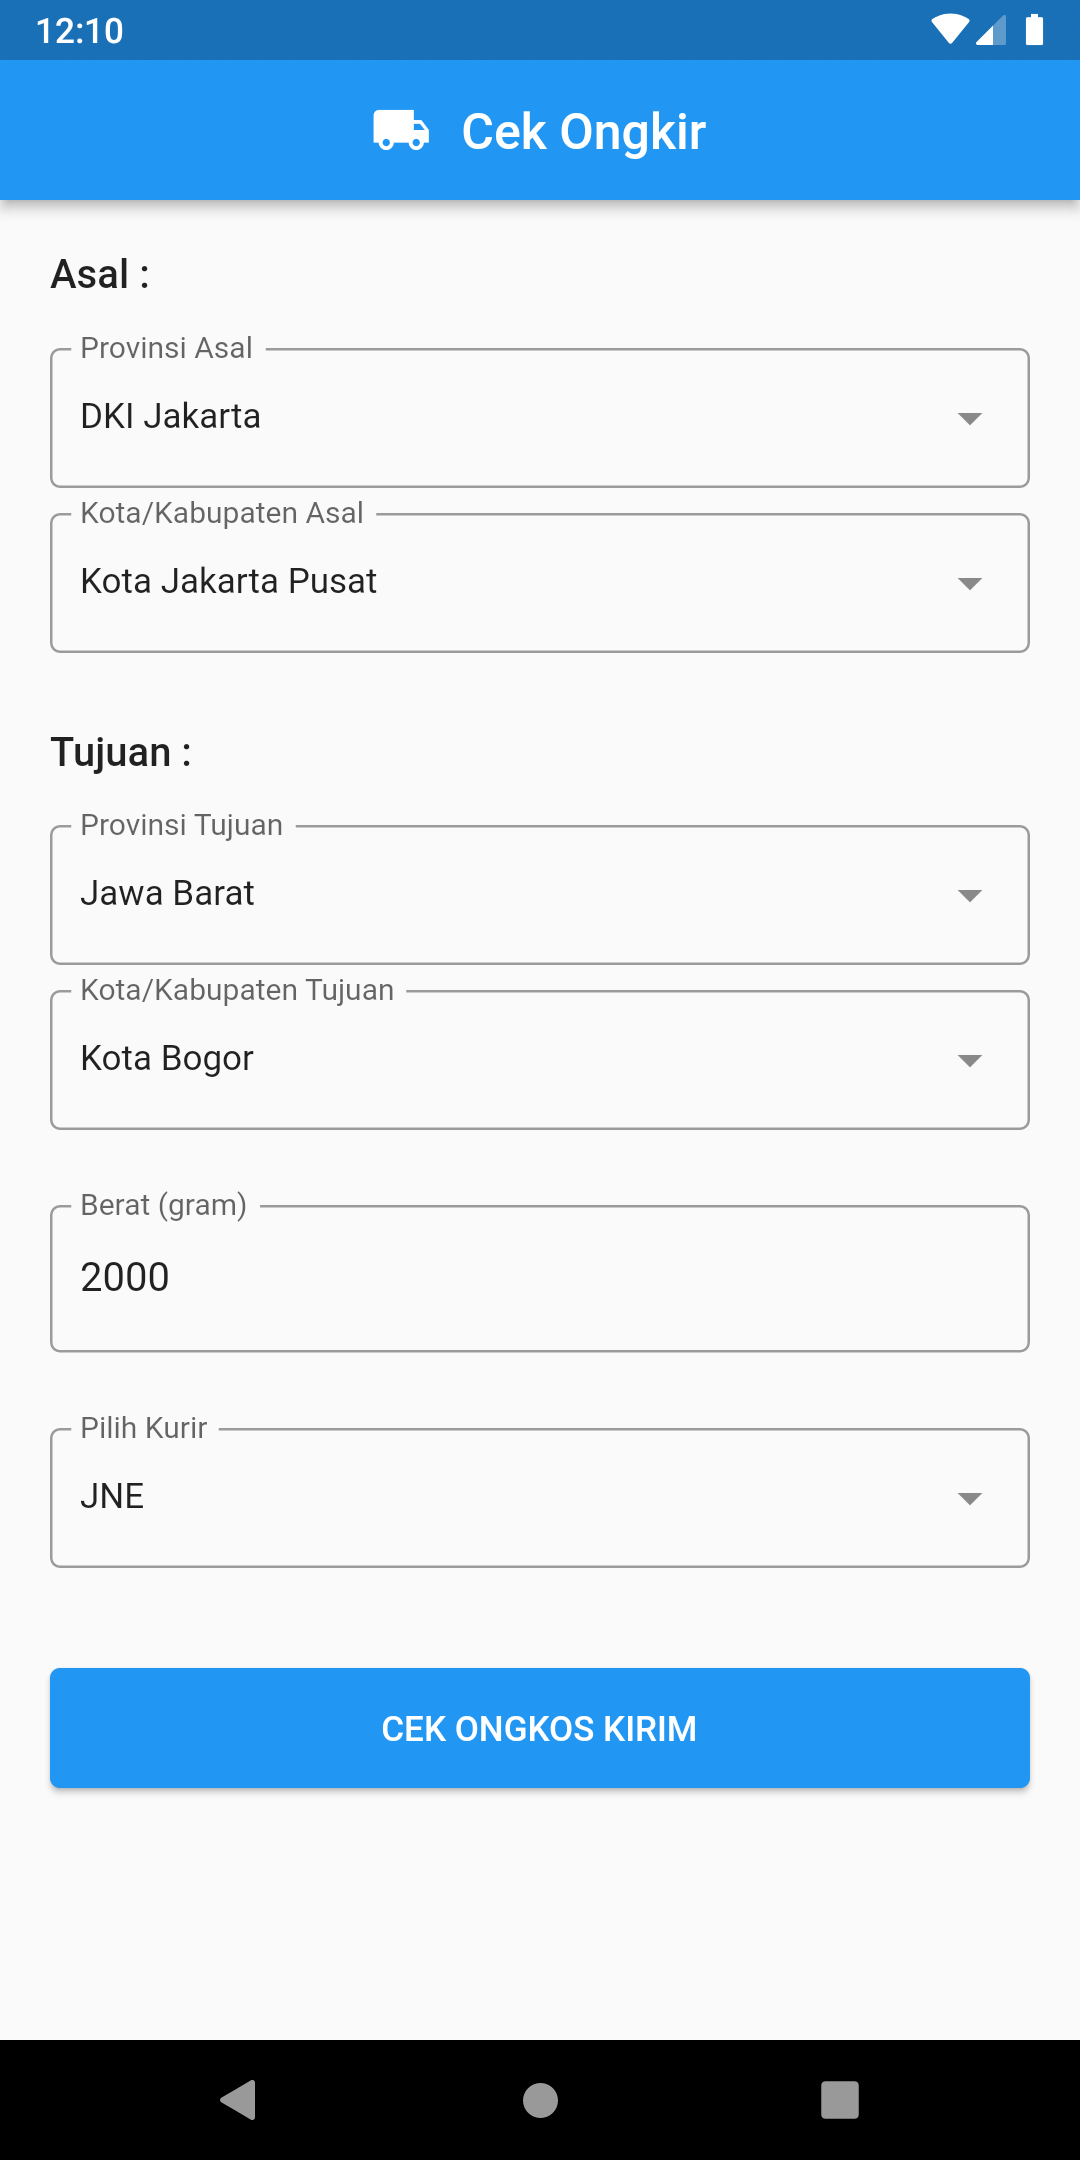 12:10
Cek Ongkir
Asal :
Provinsi Asal
DKI Jakarta
Kota/Kabupaten Asal
Kota Jakarta Pusat
Tujuan :
Provinsi Tujuan
Jawa Barat
Kota/Kabupaten Tujuan
Kota Bogor
Berat (gram)
2000
Pilih Kurir
JNE
CEK ONGKOS KIRIM